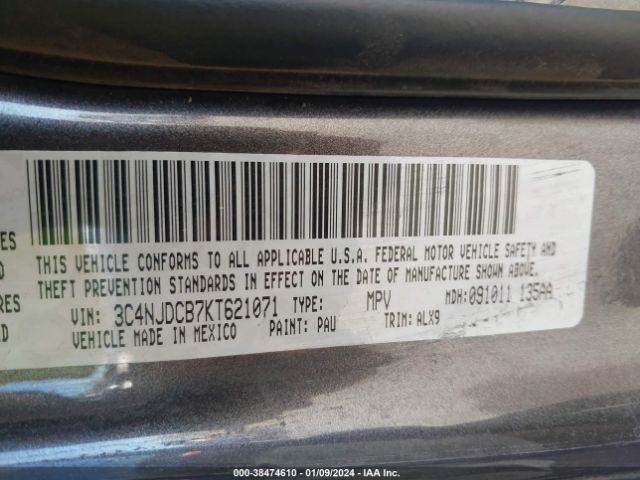 ES
THIS VEHICLE CONFORMS TO ALL APPLICABLE U.S.A. FEDERAL MOTOR VEHICLE SAFETY AND
THEFT PREVENTION STANDARDS IN EFFECT ON THE DATE OF MANUFACTURE SHOWN ABOVE.
RES
VIN: 3C4NJDCB7KT621071 TYPE: MPV MDH: 091011 135AA
VEHICLE MADE IN MEXICO PAINT: PAU TRIM: ALX9
000-38474610 - 01/09/2024 - IAA Inc.